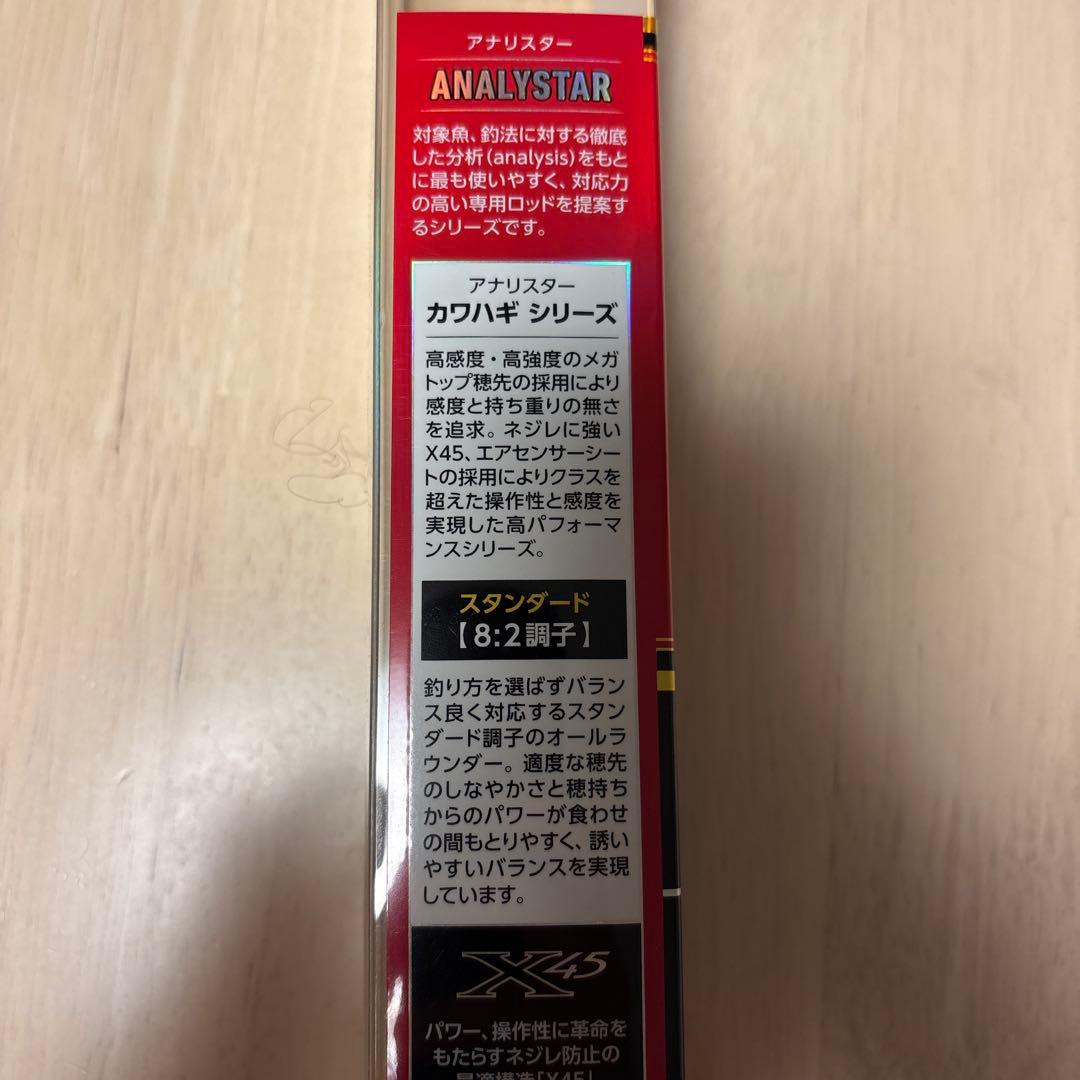 アナリスター
ANALYSTAR
対象魚、釣法に対する徹底
した分析(analysis)をもと
に最も使いやすく、対応力
の高い専用ロッドを提案す
るシリーズです。
アナリスター
カワハギ シリーズ
高感度・高強度のメガ
トップ穂先の採用により
感度と持ち重りの無さ
を追求。ネジレに強い
X45、エアセンサーシー
トの採用によりクラスを
超えた操作性と感度を
実現した高パフォーマ
ンスシリーズ。
スタンダード
【8:2調子】
釣り方を選ばずバラン
ス良く対応するスタン
ダード調子のオールラ
ウンダー。適度な穂先
のしなやかさと穂持ち
からのパワーが食わせ
の間もとりやすく、誘い
やすいバランスを実現
しています。
X45
パワー、操作性に革命を
もたらすネジレ防止の
最適構造「X45」